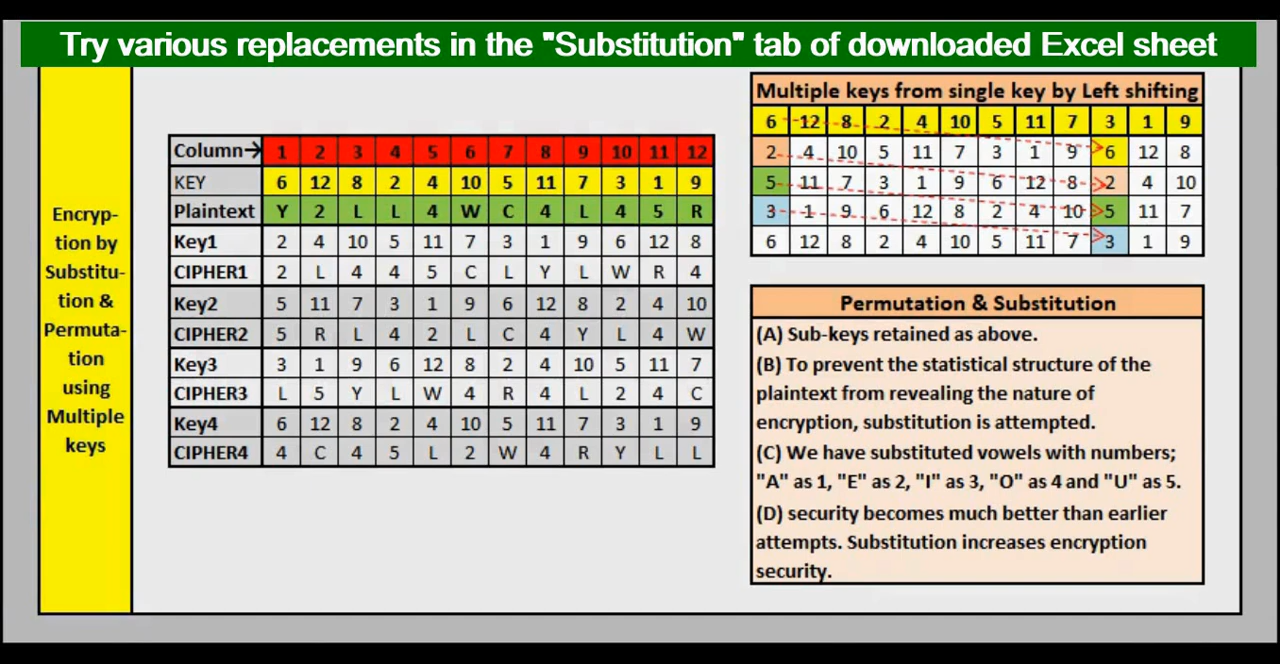 Try various replacements in the "Substitution" tab of downloaded Excel sheet
Encryp-
tion by
Substitu-
tion &
Permuta-
tion
using
Multiple
keys
Column→ 1 2 3 4 5 6 7 8 9 10 11 12
KEY 6 12 8 2 4 10 5 11 7 3 1 9
Plaintext Y 2 L L 4 W C 4 L 4 5 R
Key1 2 4 10 5 11 7 3 1 9 6 12 8
CIPHER1 2 L 4 4 5 C L Y L W R 4
Key2 5 11 7 3 1 9 6 12 8 2 4 10
CIPHER2 5 R L 4 2 L C 4 Y L 4 W
Key3 3 1 9 6 12 8 2 4 10 5 11 7
CIPHER3 L 5 Y L W 4 R 4 L 2 4 C
Key4 6 12 8 2 4 10 5 11 7 3 1 9
CIPHER4 4 C 4 5 L 2 W 4 R Y L L
Multiple keys from single key by Left shifting
6 12 8 2 4 10 5 11 7 3 1 9
2 4 10 5 11 7 3 1 9 6 12 8
5 11 7 3 1 9 6 12 8 2 4 10
3 1 9 6 12 8 2 4 10 5 11 7
6 12 8 2 4 10 5 11 7 3 1 9
Permutation & Substitution
(A) Sub-keys retained as above.
(B) To prevent the statistical structure of the
plaintext from revealing the nature of
encryption, substitution is attempted.
(C) We have substituted vowels with numbers;
"A" as 1, "E" as 2, "I" as 3, "O" as 4 and "U" as 5.
(D) security becomes much better than earlier
attempts. Substitution increases encryption
security.